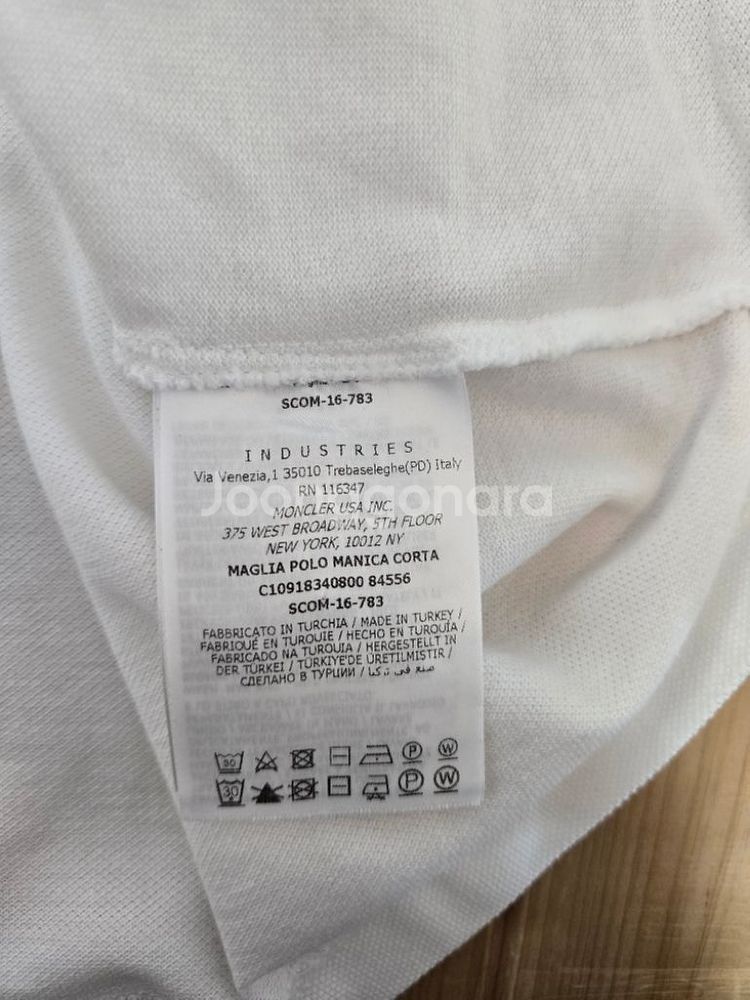 SCOM-16-783
INDUSTRIES
Via Venezia,1 35010 Trebaseleghe(PD) Italy
RN 116347
MONCLER USA INC.
375 WEST BROADWAY, 5TH FLOOR
NEW YORK, 10012 NY
MAGLIA POLO MANICA CORTA
C10918340800 84556
SCOM-16-783
FABBRICATO IN TURCHIA / MADE IN TURKEY /
FABRIQUÉ EN TURQUIE / HECHO EN TURQUÍA /
FABRICADO NA TURQUIA / HERGESTELLT IN
DER TÜRKEI / TÜRKIYE'DE ÜRETILMISTIR /
СДЕЛАНО В ТУРЦИИ / صنع في تركيا
30 P W
30 P W